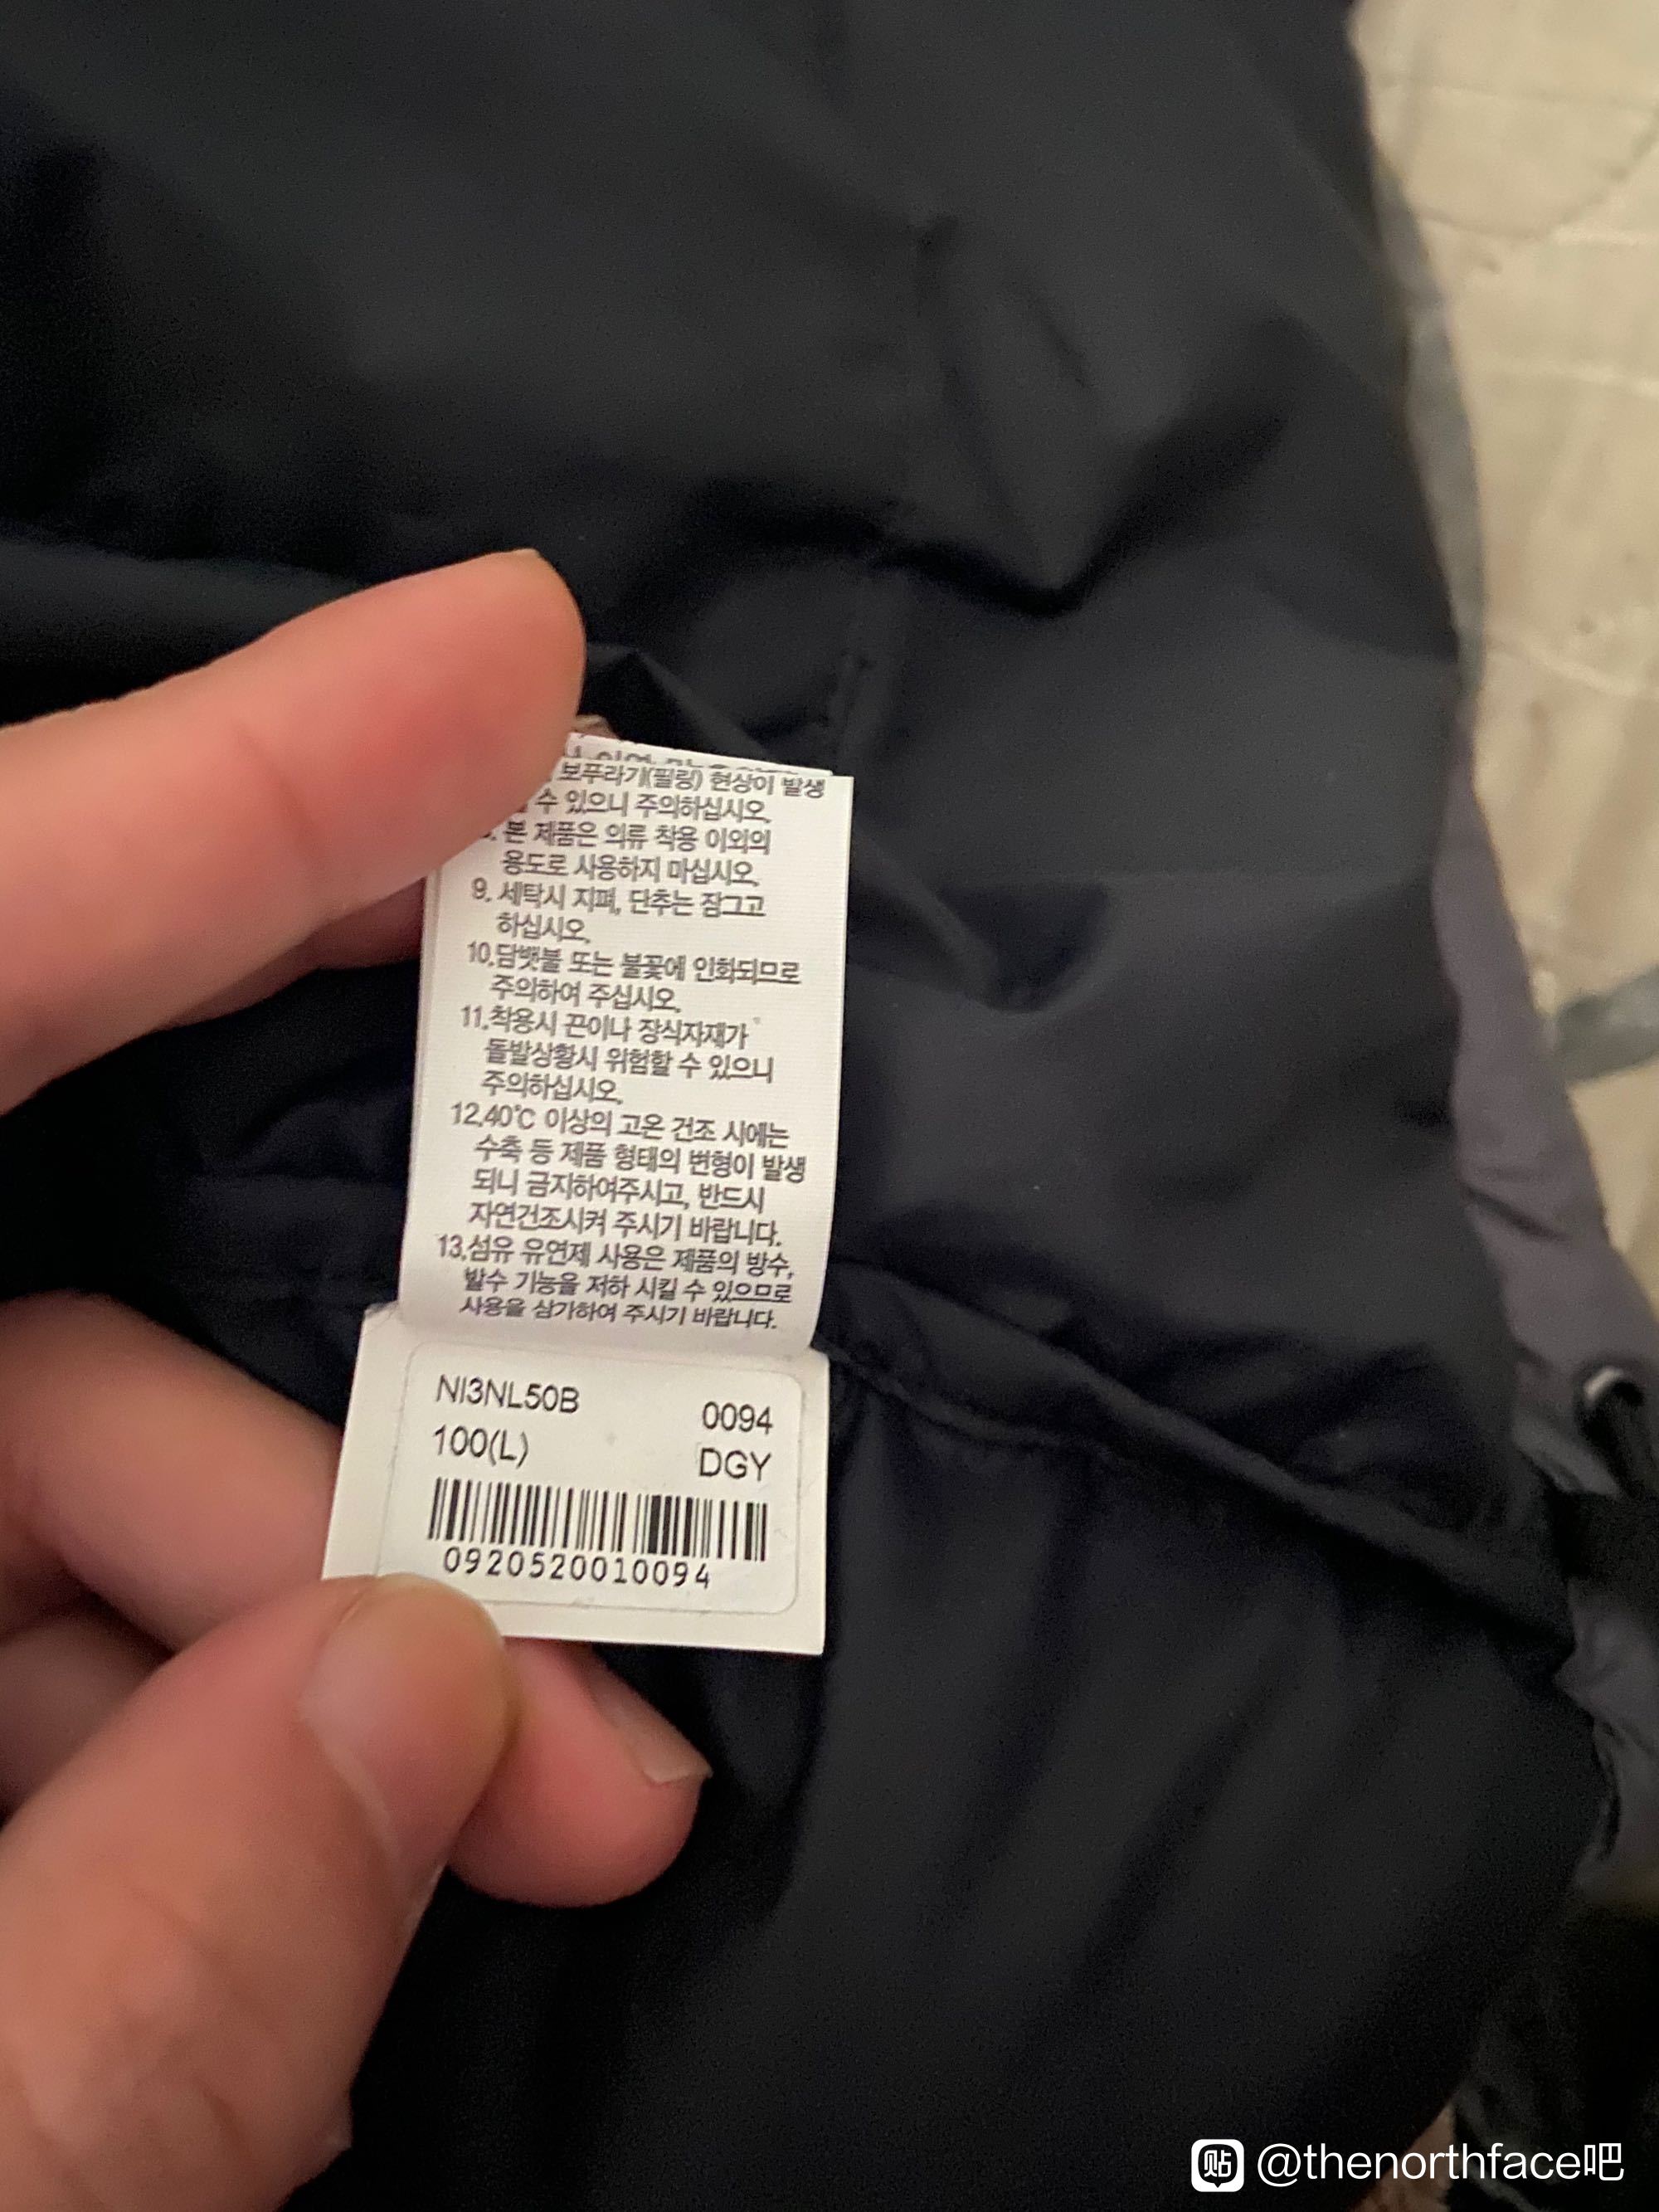 보푸라기(필링) 현상이 발생
수 있으니 주의하십시오.
본 제품은 의류 착용 이외의
용도로 사용하지 마십시오.
9. 세탁시 지퍼, 단추는 잠그고
하십시오.
10.담뱃불 또는 불꽃에 인화되므로
주의하여 주십시오.
11.착용시 끈이나 장식자재가
돌발상황시 위험할 수 있으니
주의하십시오.
12.40℃ 이상의 고온 건조 시에는
수축 등 제품 형태의 변형이 발생
되니 금지하여주시고, 반드시
자연건조시켜 주시기 바랍니다.
13.섬유 유연제 사용은 제품의 방수,
발수 기능을 저하 시킬 수 있으므로
사용을 삼가하여 주시기 바랍니다.
NI3NL50B 0094
100(L) DGY
0920520010094
贴 @thenorthface吧